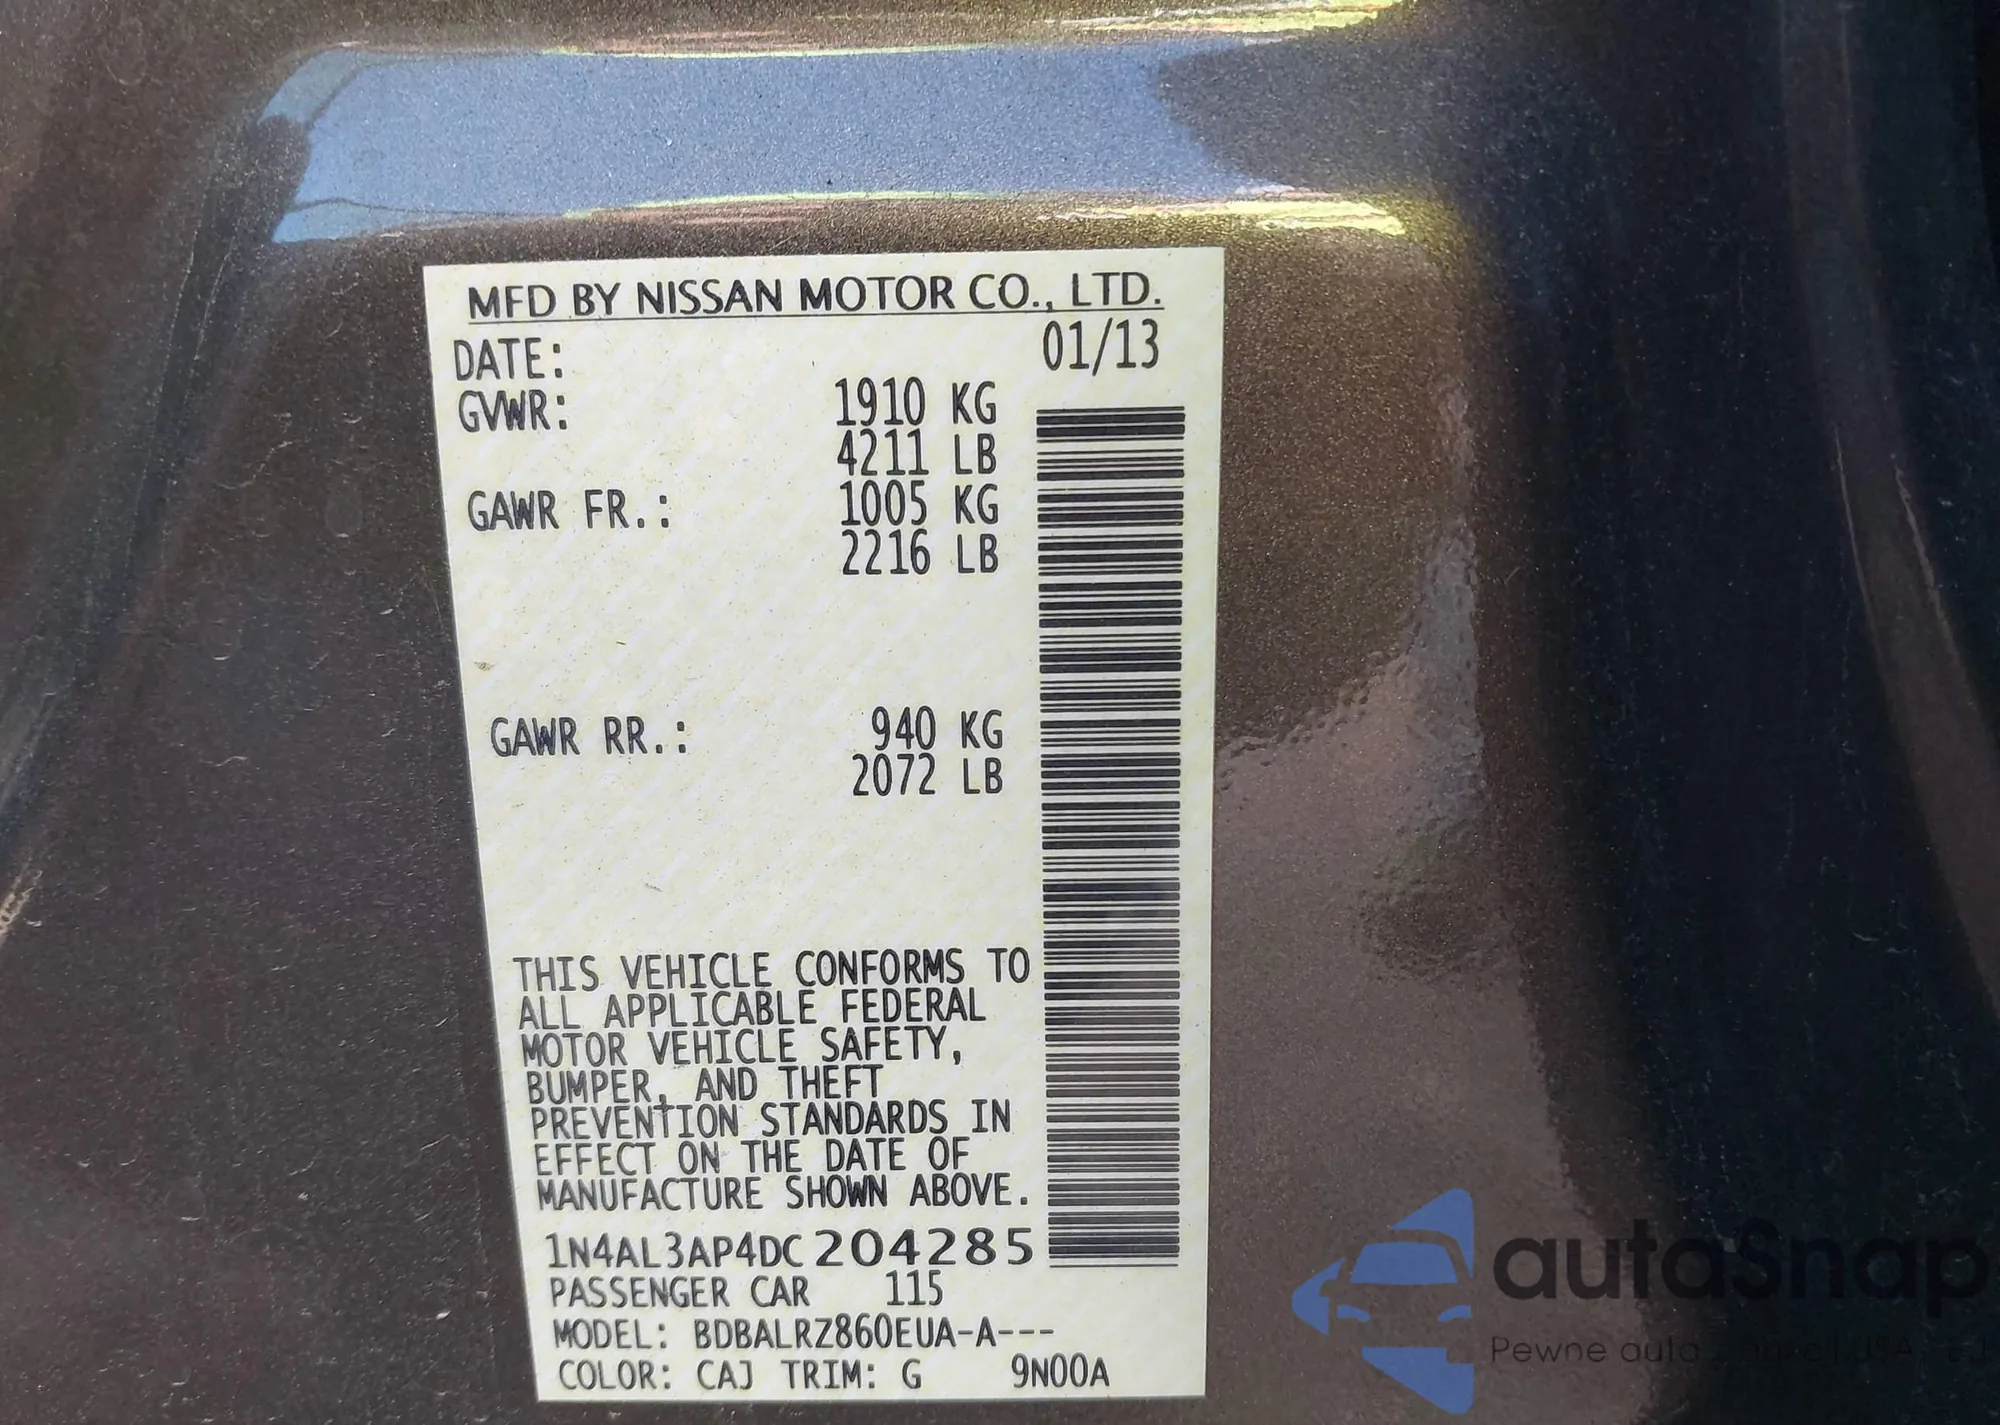 MFD BY NISSAN MOTOR CO., LTD.
DATE: 01/13
GVWR: 1910 KG
4211 LB
GAWR FR.: 1005 KG
2216 LB
GAWR RR.: 940 KG
2072 LB
THIS VEHICLE CONFORMS TO
ALL APPLICABLE FEDERAL
MOTOR VEHICLE SAFETY,
BUMPER, AND THEFT
PREVENTION STANDARDS IN
EFFECT ON THE DATE OF
MANUFACTURE SHOWN ABOVE.
1N4AL3AP4DC204285
PASSENGER CAR 115
MODEL: BDBALRZ860EUA-A---
COLOR: CAJ TRIM: G 9N00A
autaSnap
Pewne auta